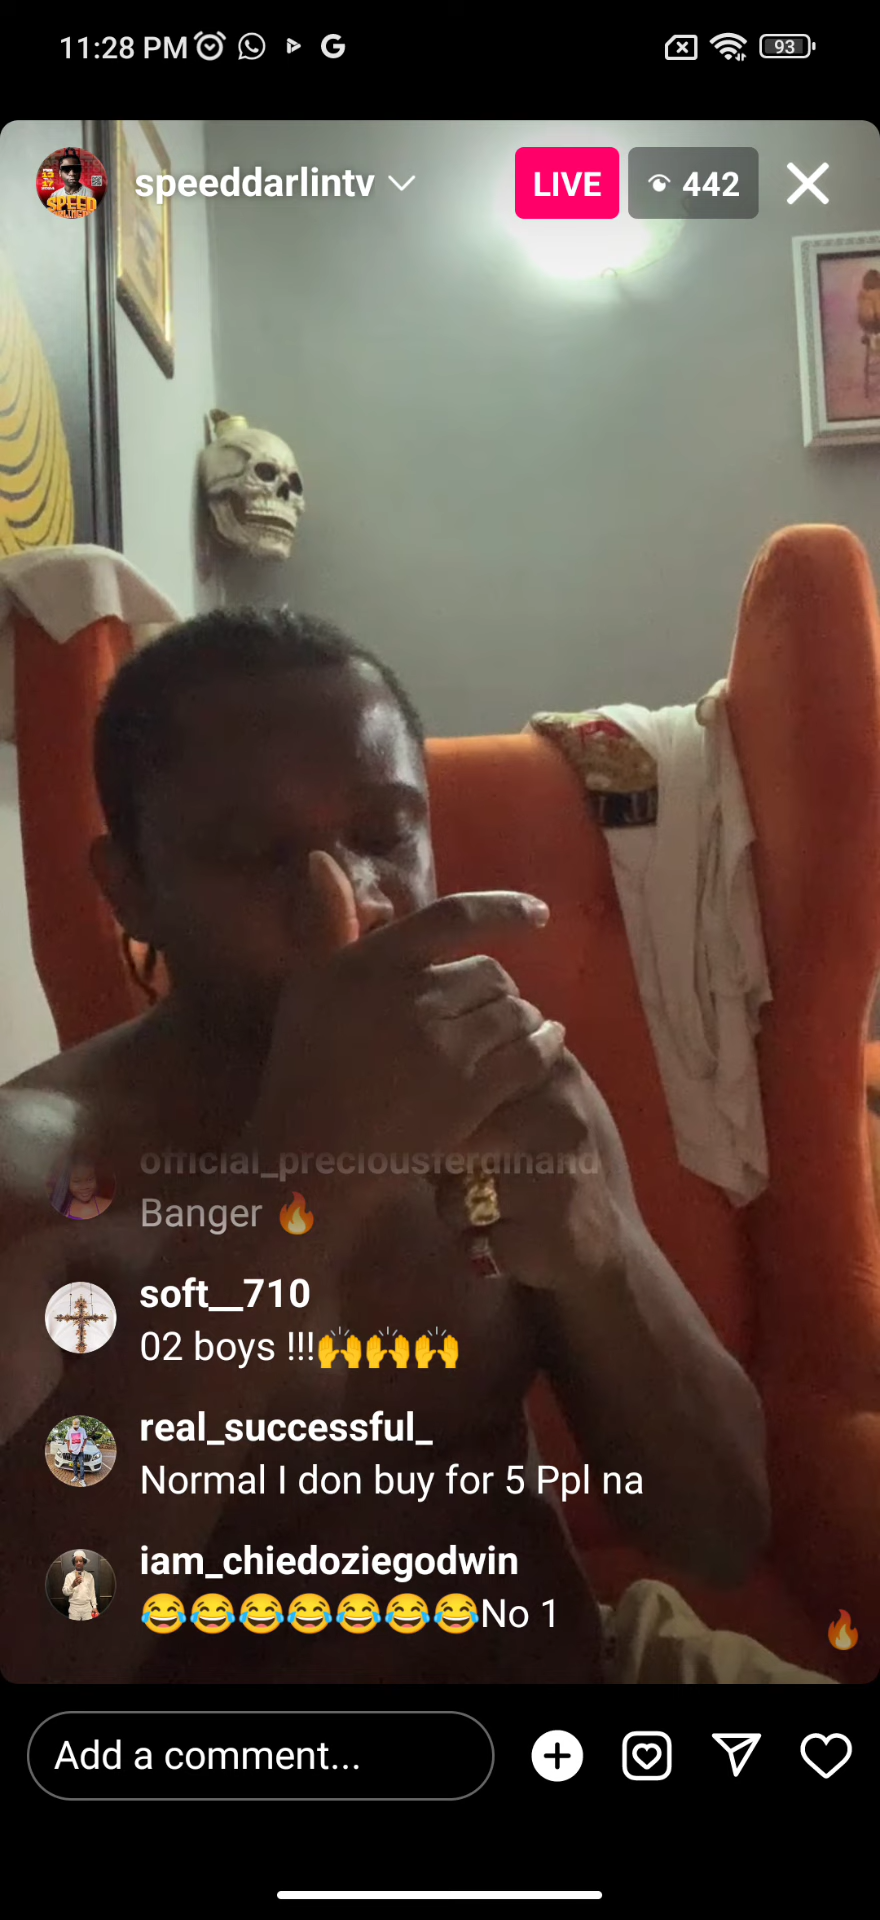 11:28 PM
93
speeddarlintv
LIVE
442
SPEED
official_preciousferdinand
Banger 🔥
soft__710
02 boys !!!🙌🙌🙌
real_successful_
Normal I don buy for 5 Ppl na
iam_chiedoziegodwin
😂😂😂😂😂😂😂No 1
Add a comment...